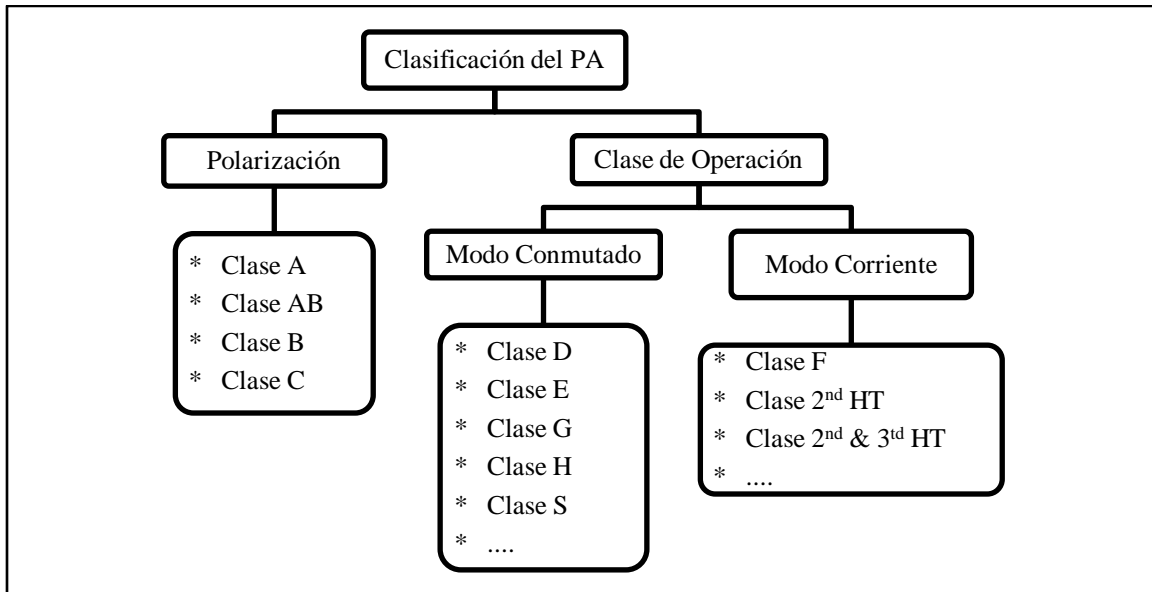 Clasificación del PA
Polarización
Clase de Operación
* Clase A
* Clase AB
* Clase B
* Clase C
Modo Conmutado
* Clase D
* Clase E
* Clase G
* Clase H
* Clase S
* ....
Modo Corriente
* Clase F
* Clase 2nd HT
* Clase 2nd & 3td HT
* ....